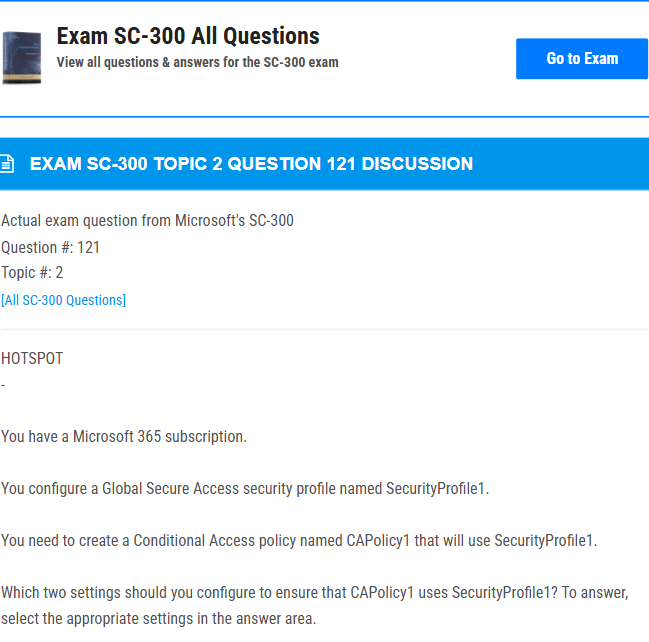 Exam SC-300 All Questions
View all questions & answers for the SC-300 exam
Go to Exam
EXAM SC-300 TOPIC 2 QUESTION 121 DISCUSSION
Actual exam question from Microsoft's SC-300
Question #: 121
Topic #: 2
[All SC-300 Questions]
HOTSPOT
-
You have a Microsoft 365 subscription.
You configure a Global Secure Access security profile named SecurityProfile1.
You need to create a Conditional Access policy named CAPolicy1 that will use SecurityProfile1.
Which two settings should you configure to ensure that CAPolicy1 uses SecurityProfile1? To answer,
select the appropriate settings in the answer area.